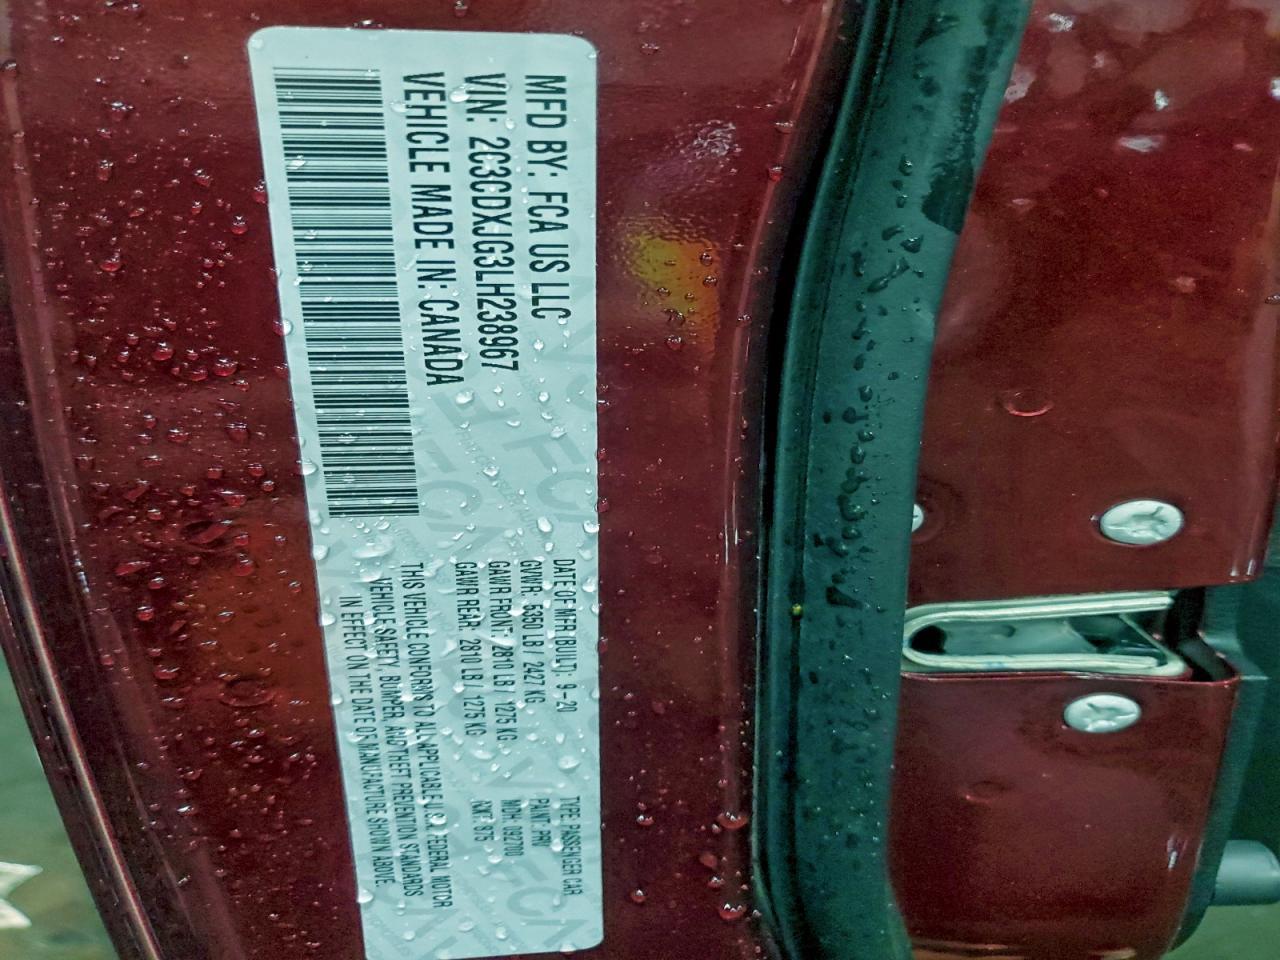 MFD BY: FCA US LLC
VIN: 2C3CDXJG3LH238967
VEHICLE MADE IN: CANADA
DATE OF MFR (BUILT): 9-20
GVWR: 5350 LB / 2427 KG
GAWR FRONT: 2810 LB / 1275 KG
GAWR REAR: 2810 LB / 1275 KG
THIS VEHICLE CONFORMS TO ALL APPLICABLE U.S.A. FEDERAL MOTOR
VEHICLE SAFETY, BUMPER, AND THEFT PREVENTION STANDARDS
IN EFFECT ON THE DATE OF MANUFACTURE SHOWN ABOVE.
TYPE: PASSENGER CAR
PAINT: PRV
MDH: 092700
875